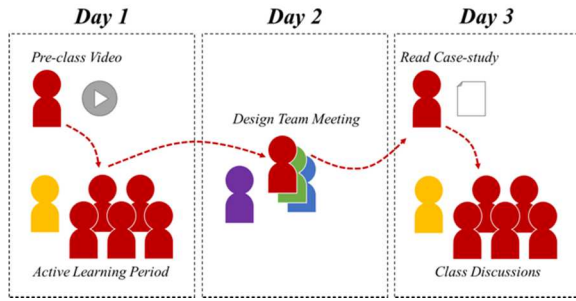 Day 1
Day 2
Day 3
Pre-class Video
Active Learning Period
Design Team Meeting
Read Case-study
Class Discussions